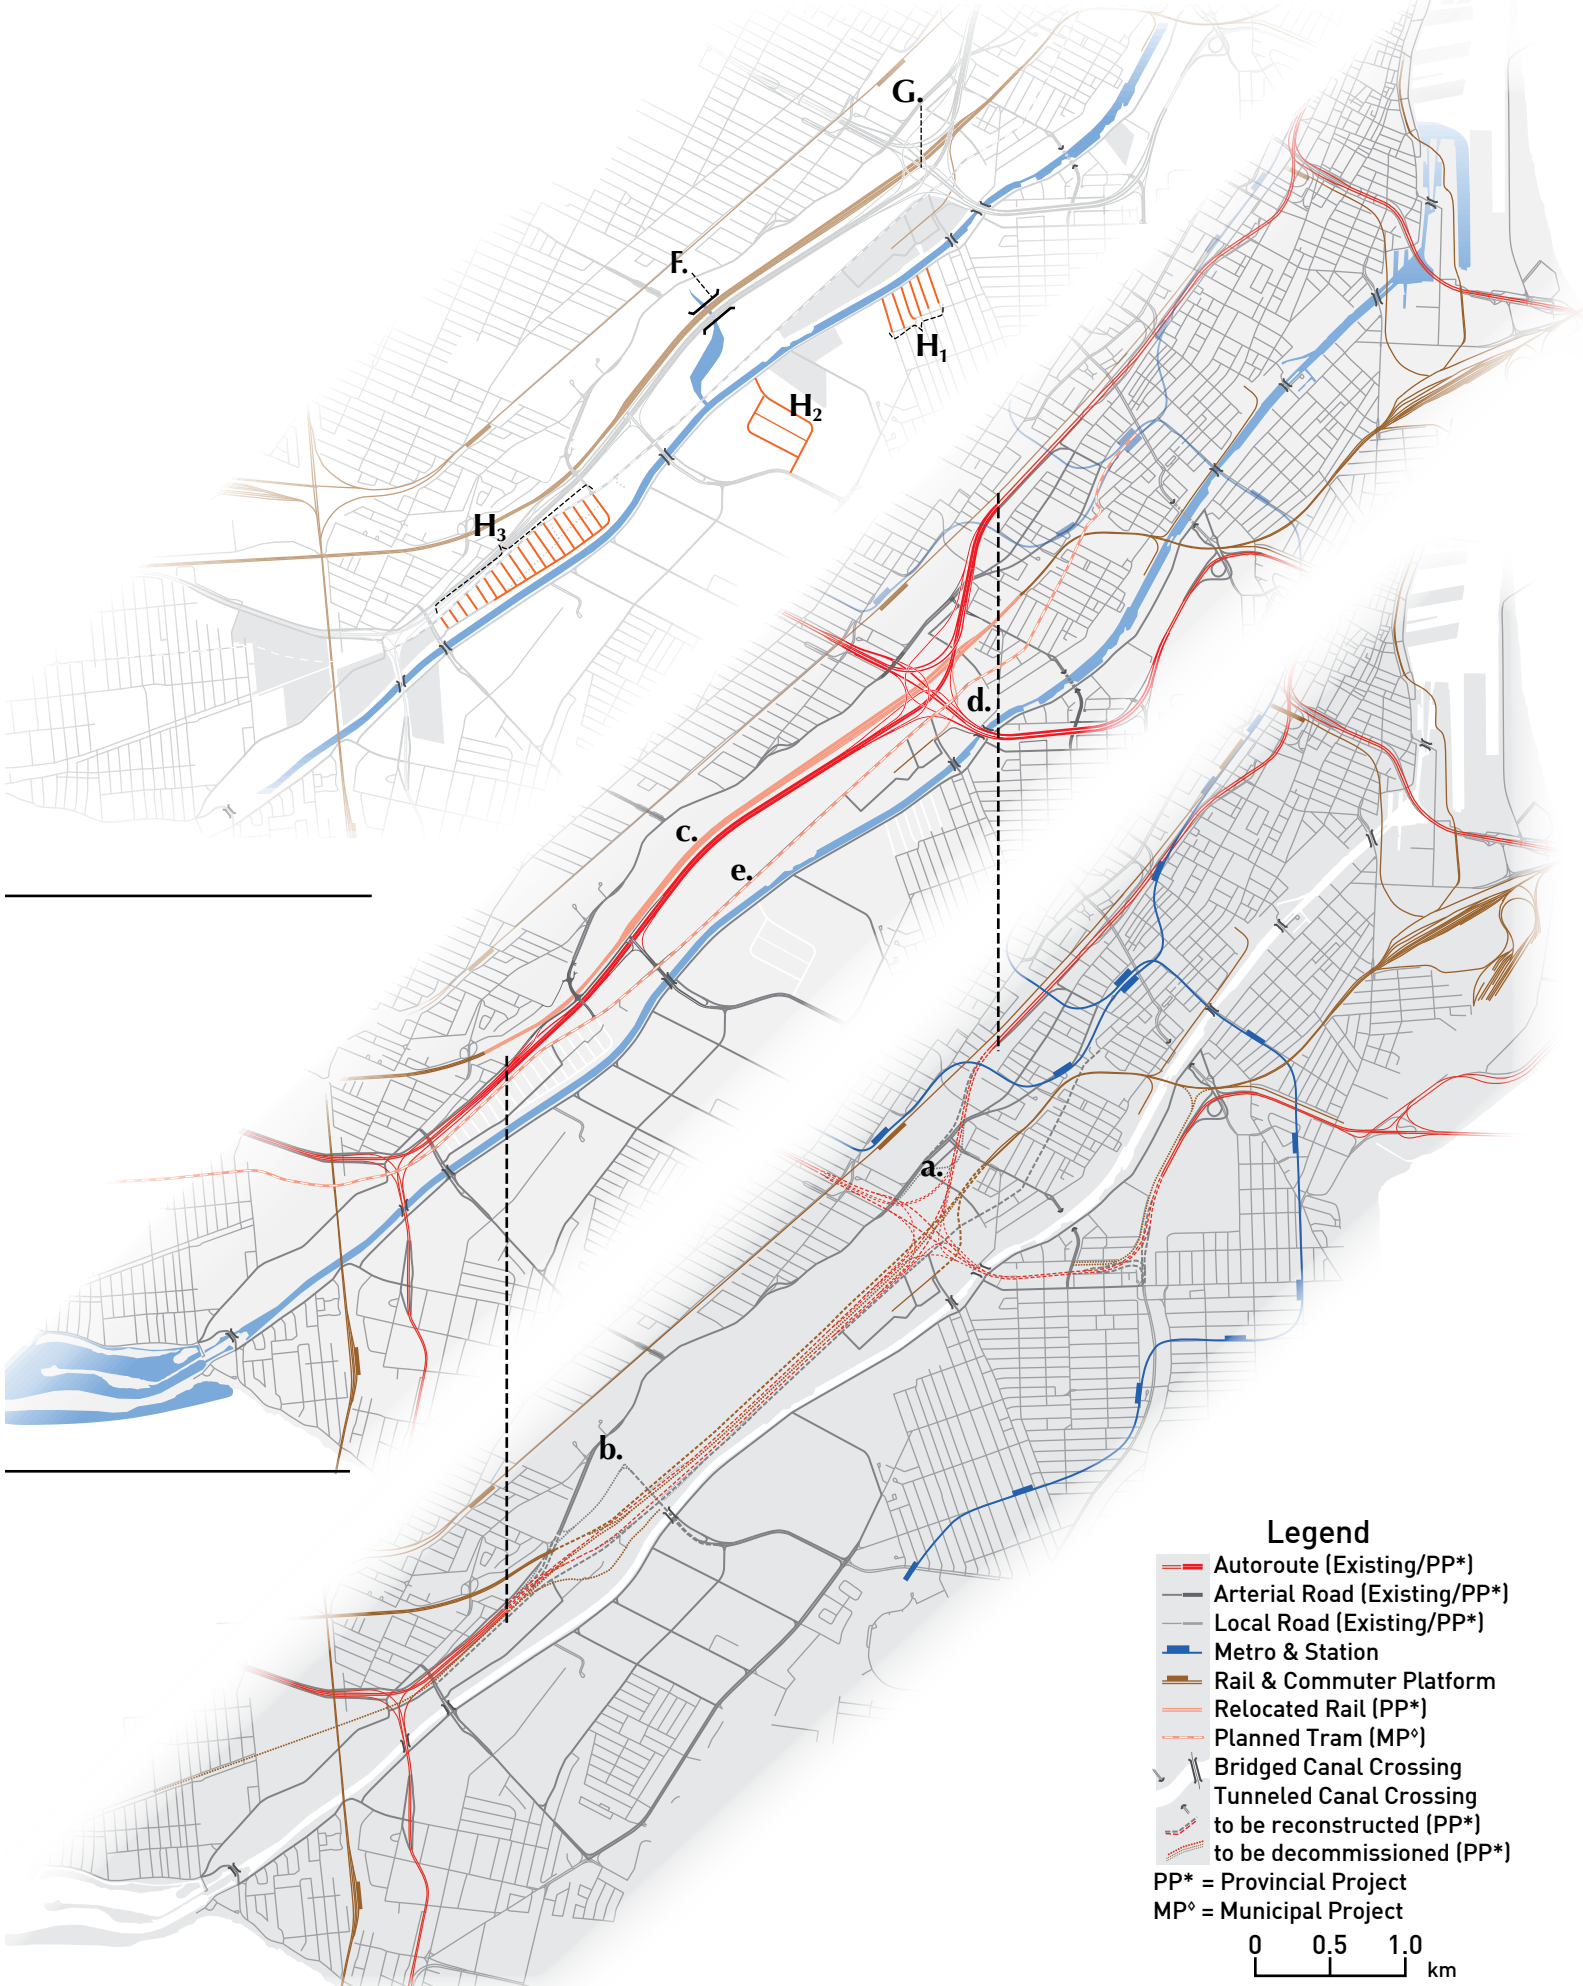 G.
F.
H1
H2
H3
d.
c.
e.
a.
b.
Legend
Autoroute (Existing/PP*)
Arterial Road (Existing/PP*)
Local Road (Existing/PP*)
Metro & Station
Rail & Commuter Platform
Relocated Rail (PP*)
Planned Tram (MP◊)
Bridged Canal Crossing
Tunneled Canal Crossing
to be reconstructed (PP*)
to be decommissioned (PP*)
PP* = Provincial Project
MP◊ = Municipal Project
0 0.5 1.0
km